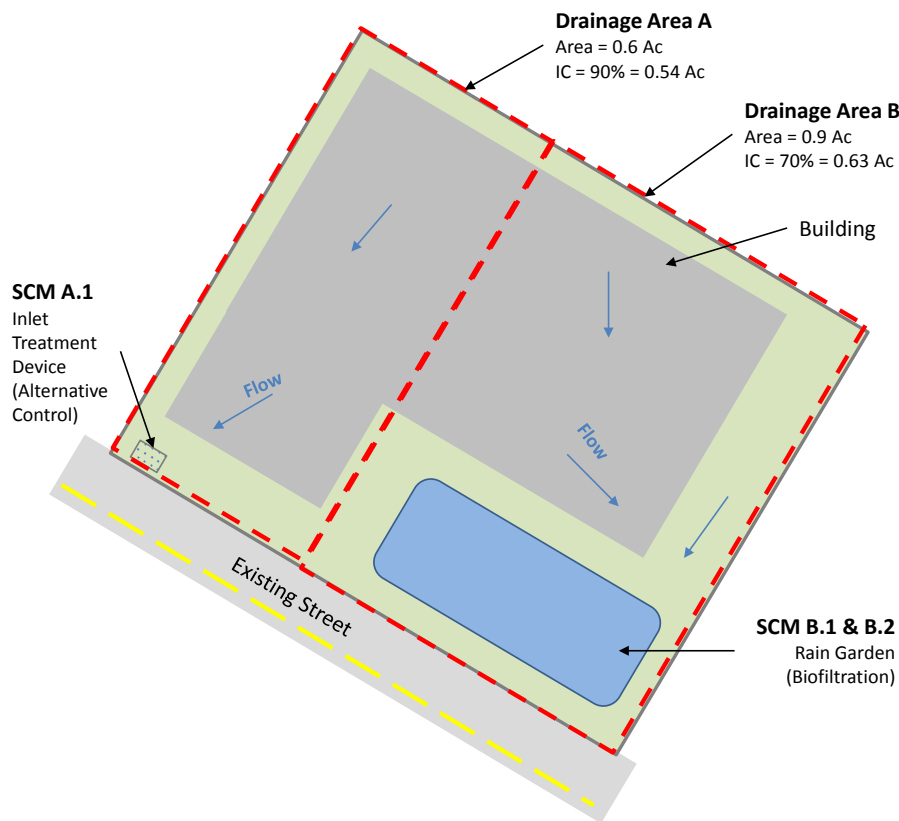 Drainage Area A
Area = 0.6 Ac
IC = 90% = 0.54 Ac
Drainage Area B
Area = 0.9 Ac
IC = 70% = 0.63 Ac
Building
SCM A.1
Inlet
Treatment
Device
(Alternative
Control)
Flow
Flow
Existing Street
SCM B.1 & B.2
Rain Garden
(Biofiltration)